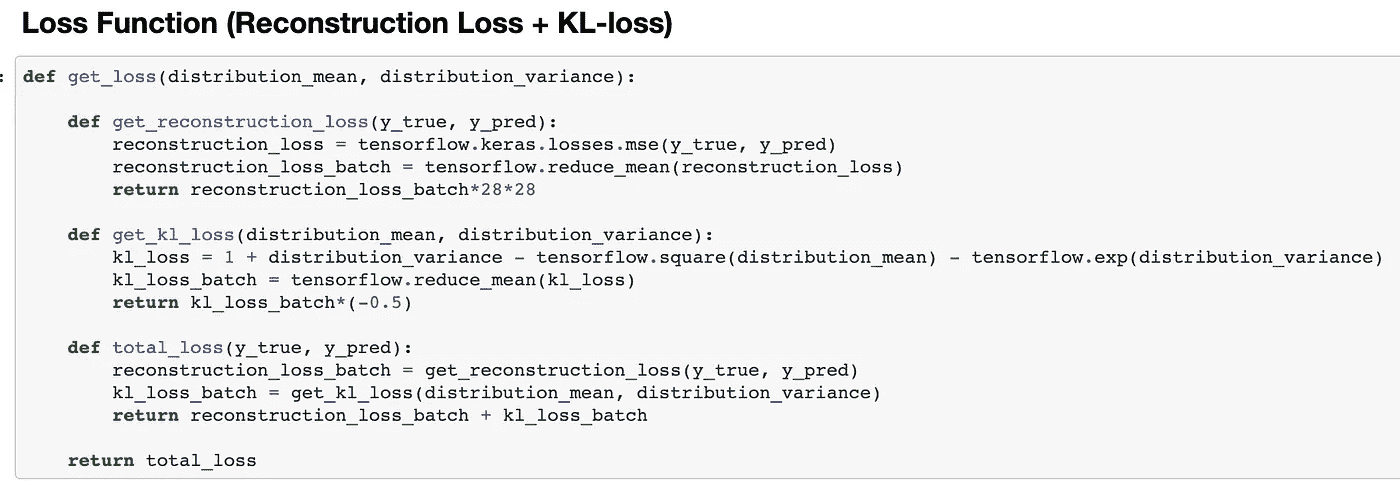 Loss Function (Reconstruction Loss + KL-loss)
: def get_loss(distribution_mean, distribution_variance):
def get_reconstruction_loss(y_true, y_pred):
reconstruction_loss = tensorflow.keras.losses.mse(y_true, y_pred)
reconstruction_loss_batch = tensorflow.reduce_mean(reconstruction_loss)
return reconstruction_loss_batch*28*28
def get_kl_loss(distribution_mean, distribution_variance):
kl_loss = 1 + distribution_variance - tensorflow.square(distribution_mean) - tensorflow.exp(distribution_variance)
kl_loss_batch = tensorflow.reduce_mean(kl_loss)
return kl_loss_batch*(-0.5)
def total_loss(y_true, y_pred):
reconstruction_loss_batch = get_reconstruction_loss(y_true, y_pred)
kl_loss_batch = get_kl_loss(distribution_mean, distribution_variance)
return reconstruction_loss_batch + kl_loss_batch
return total_loss